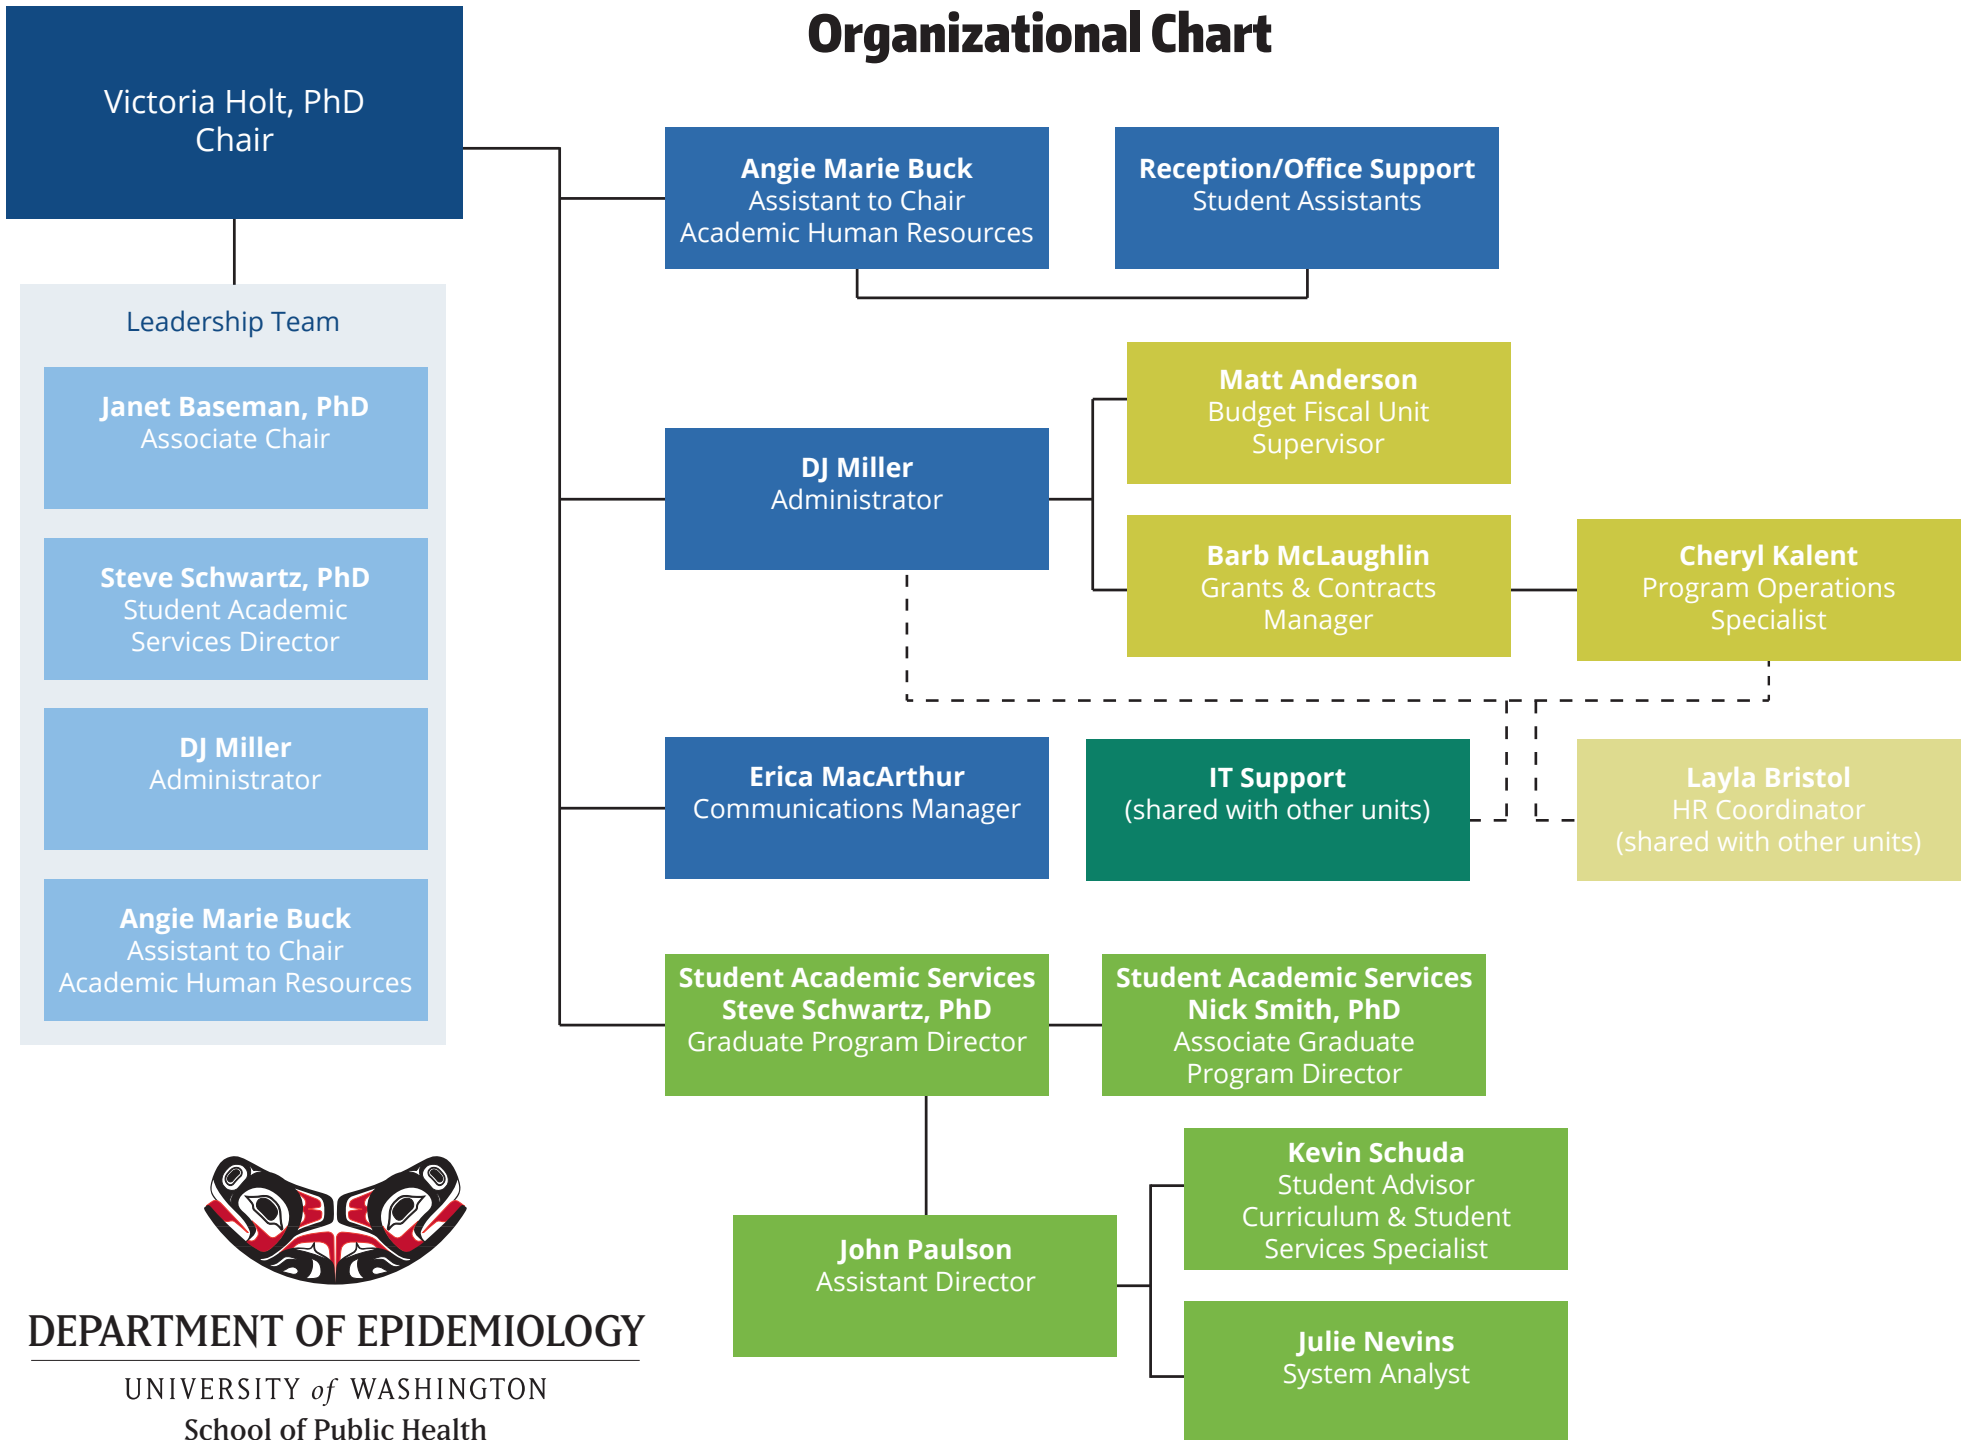 Organizational Chart
Victoria Holt, PhD
Chair
Leadership Team
Janet Baseman, PhD
Associate Chair
Steve Schwartz, PhD
Student Academic
Services Director
DJ Miller
Administrator
Angie Marie Buck
Assistant to Chair
Academic Human Resources
Angie Marie Buck
Assistant to Chair
Academic Human Resources
Reception/Office Support
Student Assistants
DJ Miller
Administrator
Matt Anderson
Budget Fiscal Unit
Supervisor
Barb McLaughlin
Grants & Contracts
Manager
Cheryl Kalent
Program Operations
Specialist
Erica MacArthur
Communications Manager
IT Support
(shared with other units)
Layla Bristol
HR Coordinator
(shared with other units)
Student Academic Services
Steve Schwartz, PhD
Graduate Program Director
Student Academic Services
Nick Smith, PhD
Associate Graduate
Program Director
John Paulson
Assistant Director
Kevin Schuda
Student Advisor
Curriculum & Student
Services Specialist
Julie Nevins
System Analyst
DEPARTMENT OF EPIDEMIOLOGY
UNIVERSITY of WASHINGTON
School of Public Health